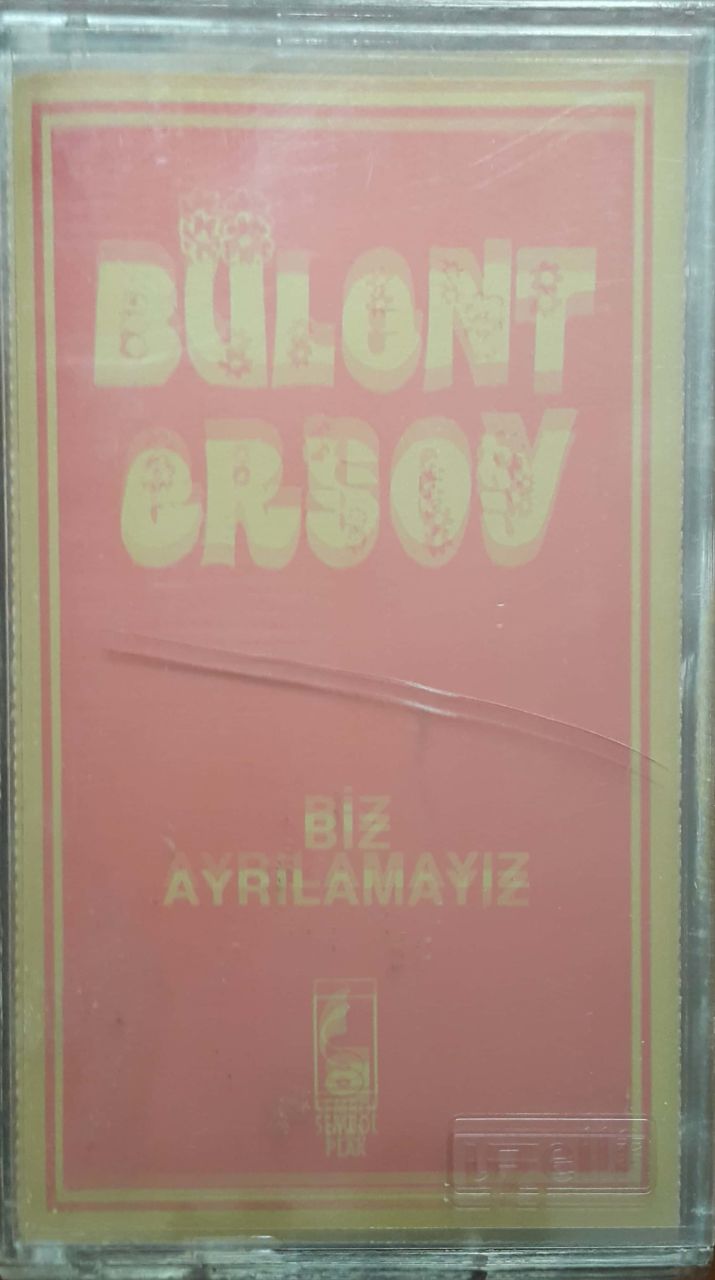 BÜLeNT
eRSOY
BİZ
AYRILAMAYIZ
SEMBOL
PLAK